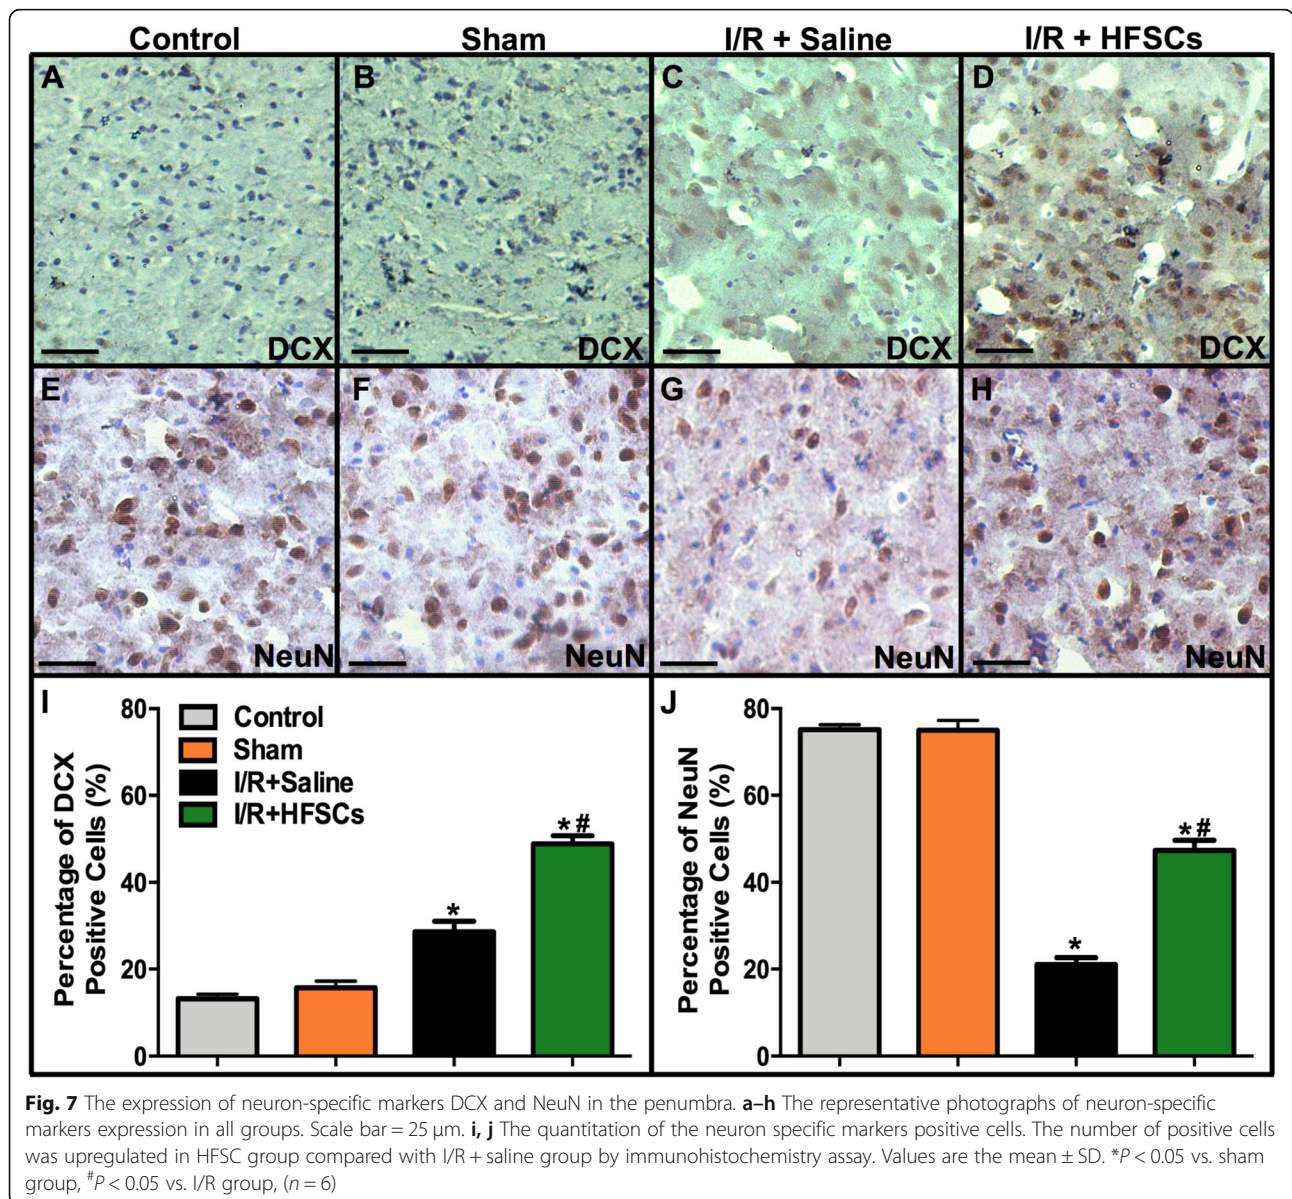 Control Sham I/R + Saline I/R + HFSCs
A B C D
DCX DCX DCX DCX
E F G H
NeuN NeuN NeuN NeuN
I
Percentage of DCX
Positive Cells (%)
80
60
40
20
0
Control
Sham
I/R+Saline
I/R+HFSCs
*
*#
J
Percentage of NeuN
Positive Cells (%)
80
60
40
20
0
*
*#
Fig. 7 The expression of neuron-specific markers DCX and NeuN in the penumbra. a–h The representative photographs of neuron-specific
markers expression in all groups. Scale bar = 25 μm. i, j The quantitation of the neuron specific markers positive cells. The number of positive cells
was upregulated in HFSC group compared with I/R + saline group by immunohistochemistry assay. Values are the mean ± SD. *P < 0.05 vs. sham
group, #P < 0.05 vs. I/R group, (n = 6)